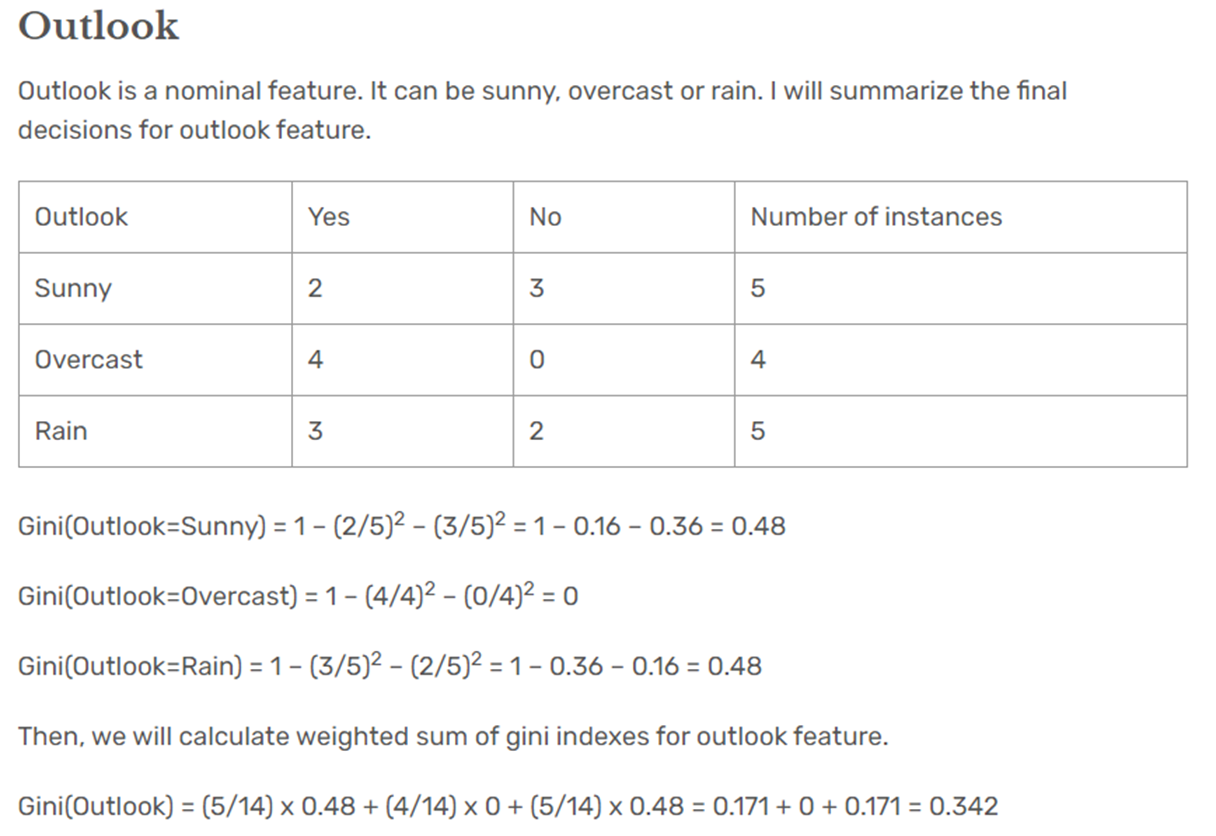 Outlook
Outlook is a nominal feature. It can be sunny, overcast or rain. I will summarize the final
decisions for outlook feature.
Outlook Yes No Number of instances
Sunny 2 3 5
Overcast 4 0 4
Rain 3 2 5
Gini(Outlook=Sunny) = 1 – (2/5)² – (3/5)² = 1 – 0.16 – 0.36 = 0.48
Gini(Outlook=Overcast) = 1 – (4/4)² – (0/4)² = 0
Gini(Outlook=Rain) = 1 – (3/5)² – (2/5)² = 1 – 0.36 – 0.16 = 0.48
Then, we will calculate weighted sum of gini indexes for outlook feature.
Gini(Outlook) = (5/14) x 0.48 + (4/14) x 0 + (5/14) x 0.48 = 0.171 + 0 + 0.171 = 0.342